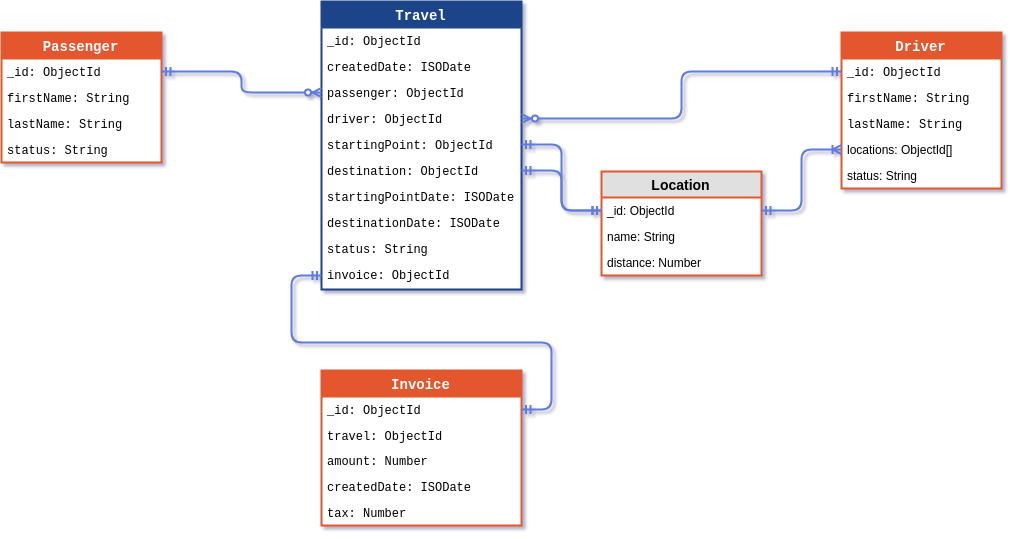 Passenger
_id: ObjectId
firstName: String
lastName: String
status: String
Travel
_id: ObjectId
createdDate: ISODate
passenger: ObjectId
driver: ObjectId
startingPoint: ObjectId
destination: ObjectId
startingPointDate: ISODate
destinationDate: ISODate
status: String
invoice: ObjectId
Driver
_id: ObjectId
firstName: String
lastName: String
locations: ObjectId[]
status: String
Location
_id: ObjectId
name: String
distance: Number
Invoice
_id: ObjectId
travel: ObjectId
amount: Number
createdDate: ISODate
tax: Number